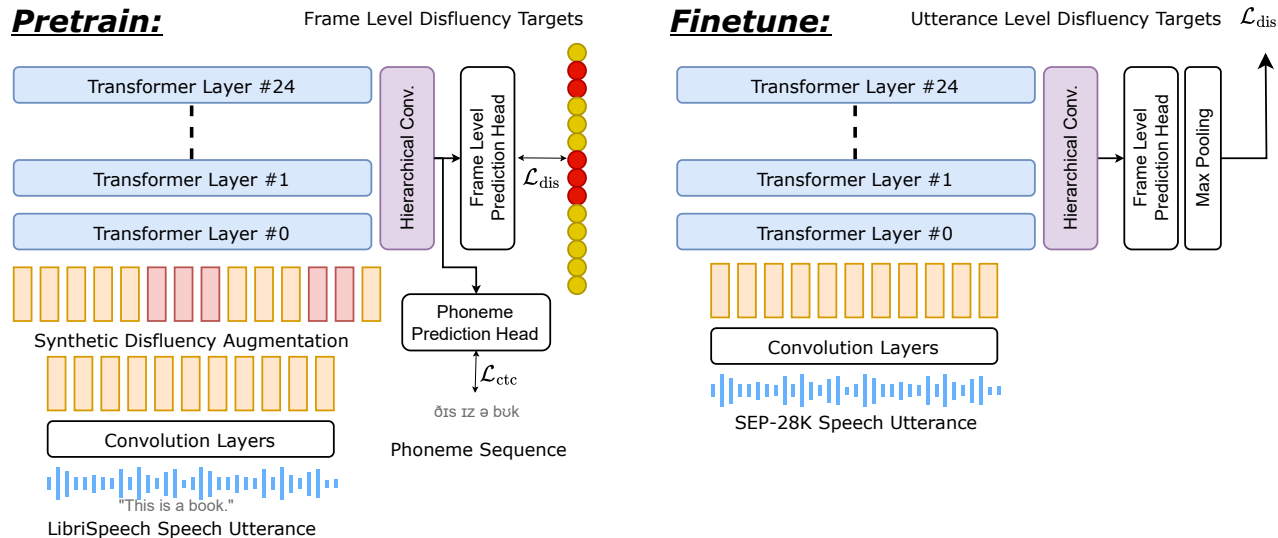 Pretrain:
Frame Level Disfluency Targets
Transformer Layer #24
Transformer Layer #1
Transformer Layer #0
Hierarchical Conv.
Frame Level
Prediction Head
ℒdis
Synthetic Disfluency Augmentation
Phoneme
Prediction Head
ℒctc
ðɪs ɪz ə bʊk
Phoneme Sequence
Convolution Layers
"This is a book."
LibriSpeech Speech Utterance
Finetune:
Utterance Level Disfluency Targets
ℒdis
Transformer Layer #24
Transformer Layer #1
Transformer Layer #0
Hierarchical Conv.
Frame Level
Prediction Head
Max Pooling
Convolution Layers
SEP-28K Speech Utterance